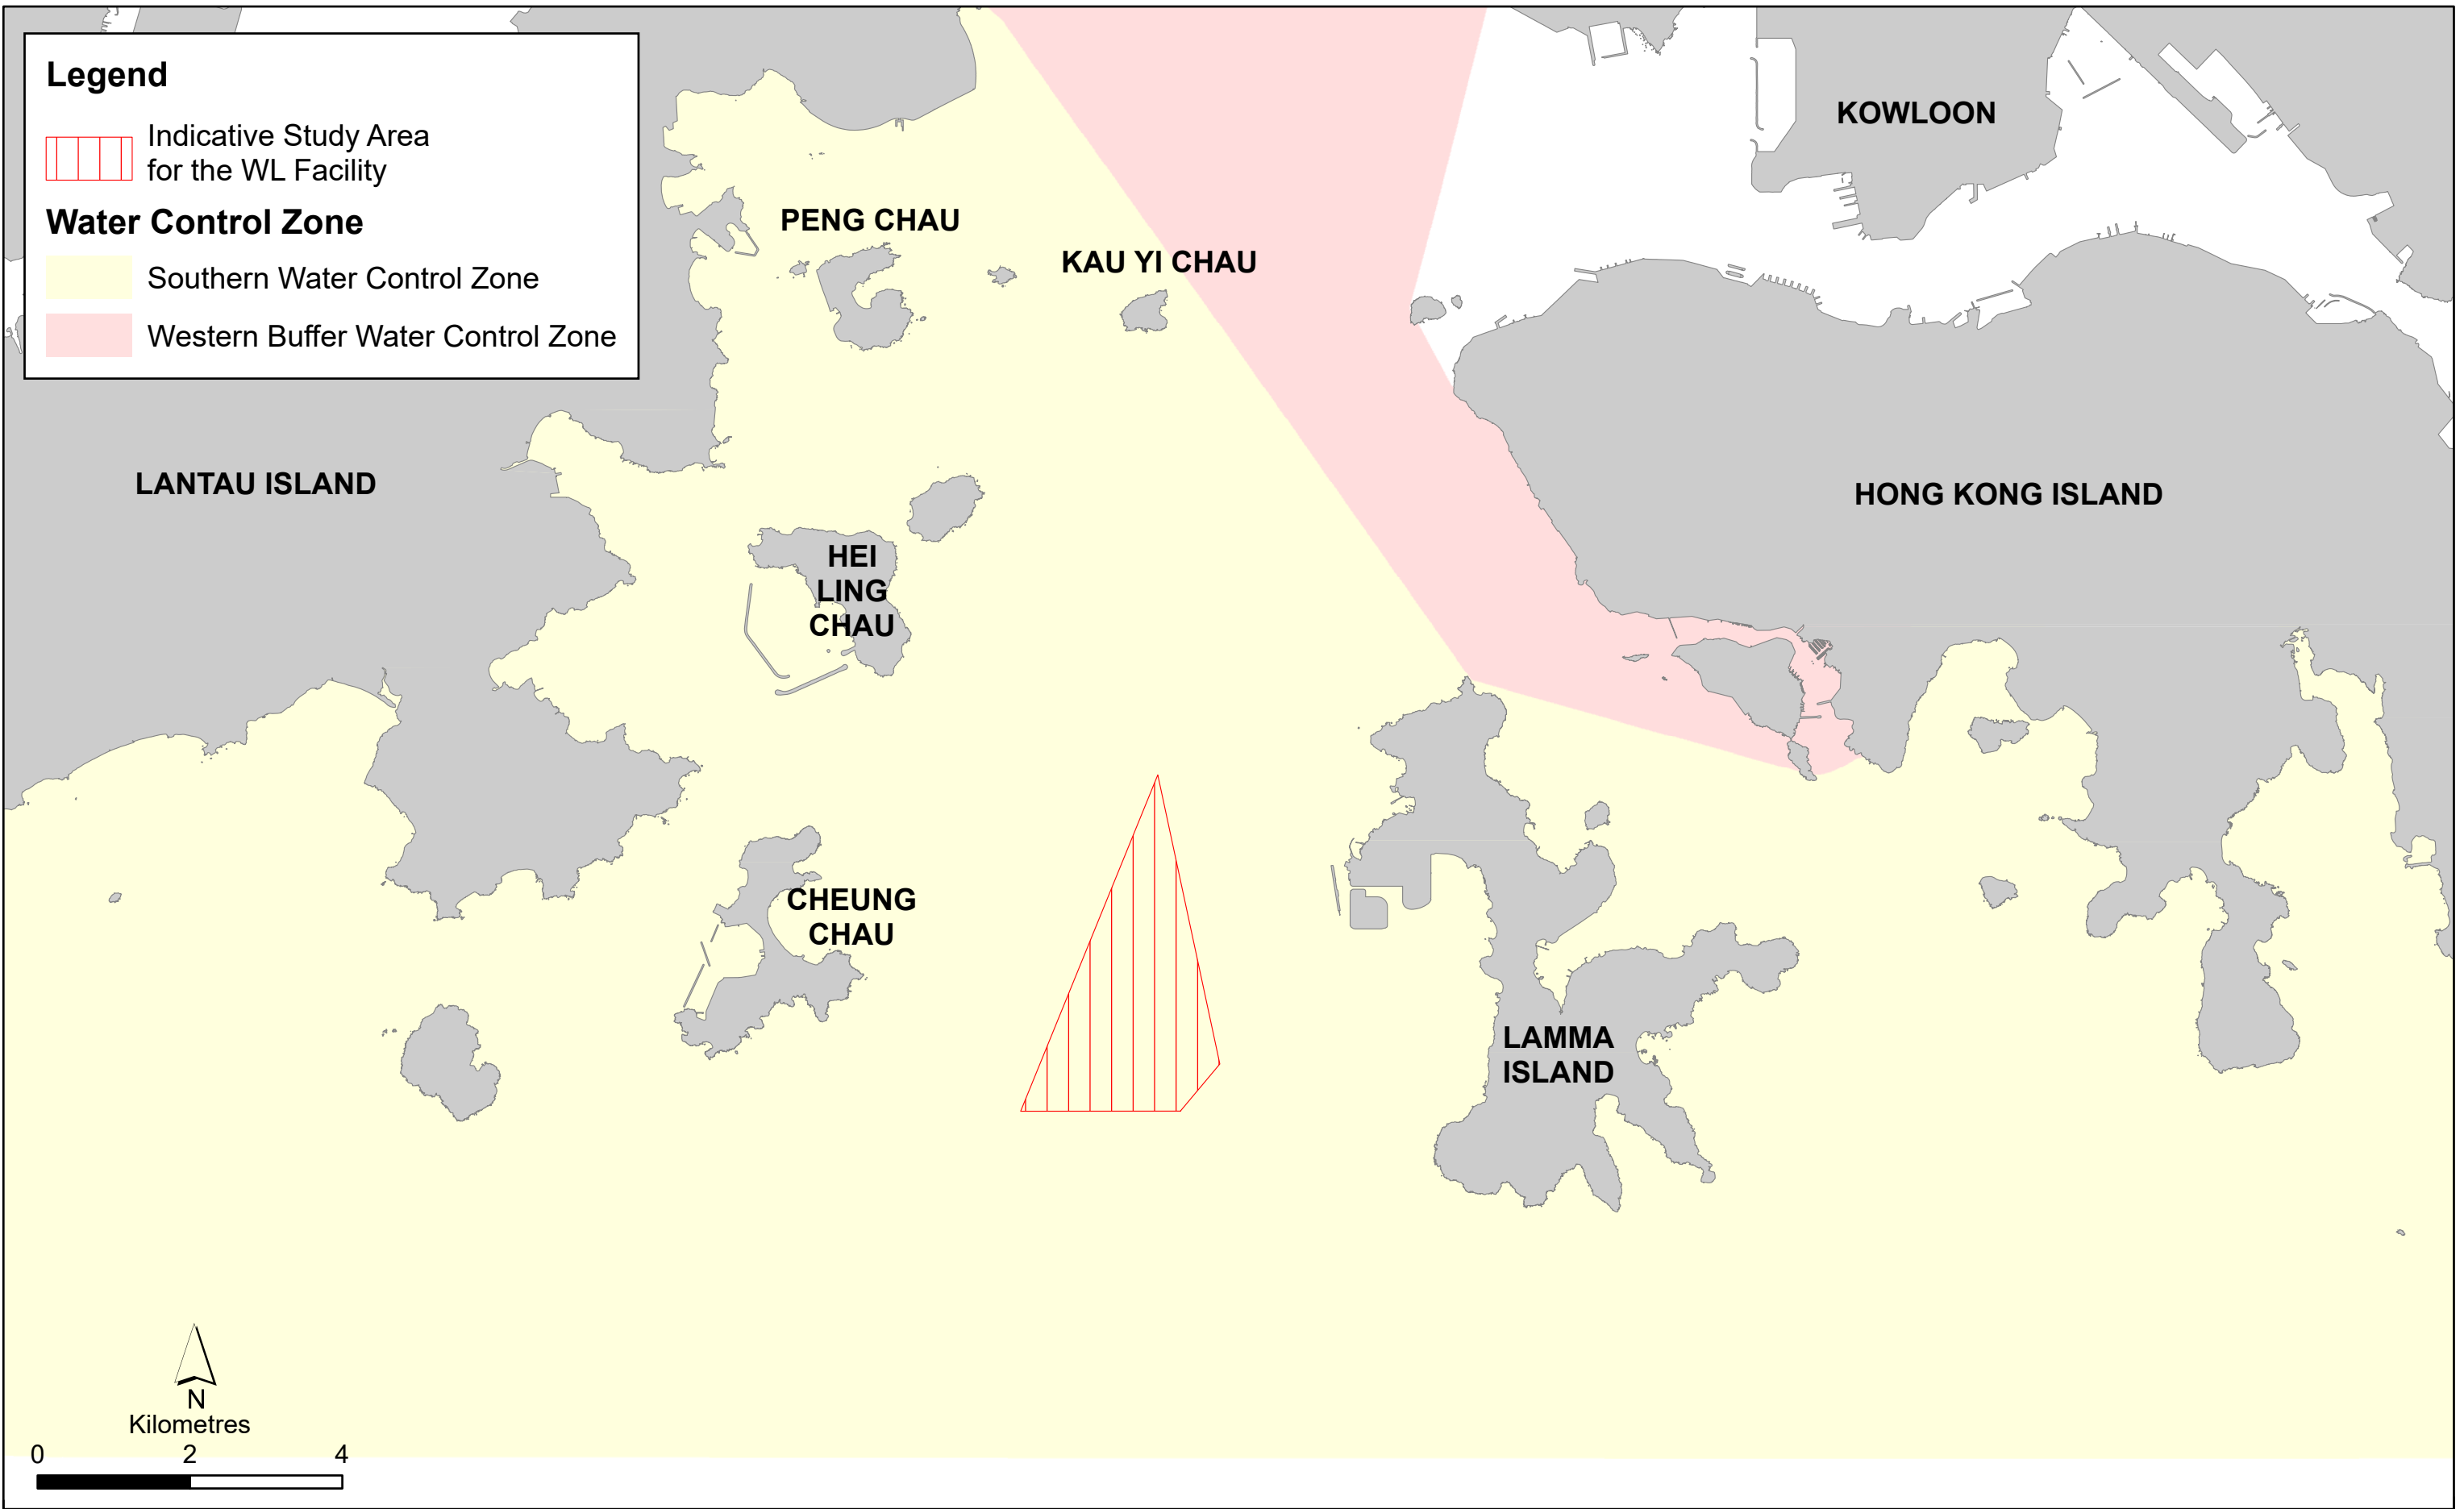 Legend
Indicative Study Area
for the WL Facility
Water Control Zone
Southern Water Control Zone
Western Buffer Water Control Zone
KOWLOON
PENG CHAU
KAU YI CHAU
LANTAU ISLAND
HONG KONG ISLAND
HEI
LING
CHAU
CHEUNG
CHAU
LAMMA
ISLAND
N
Kilometres
0 2 4